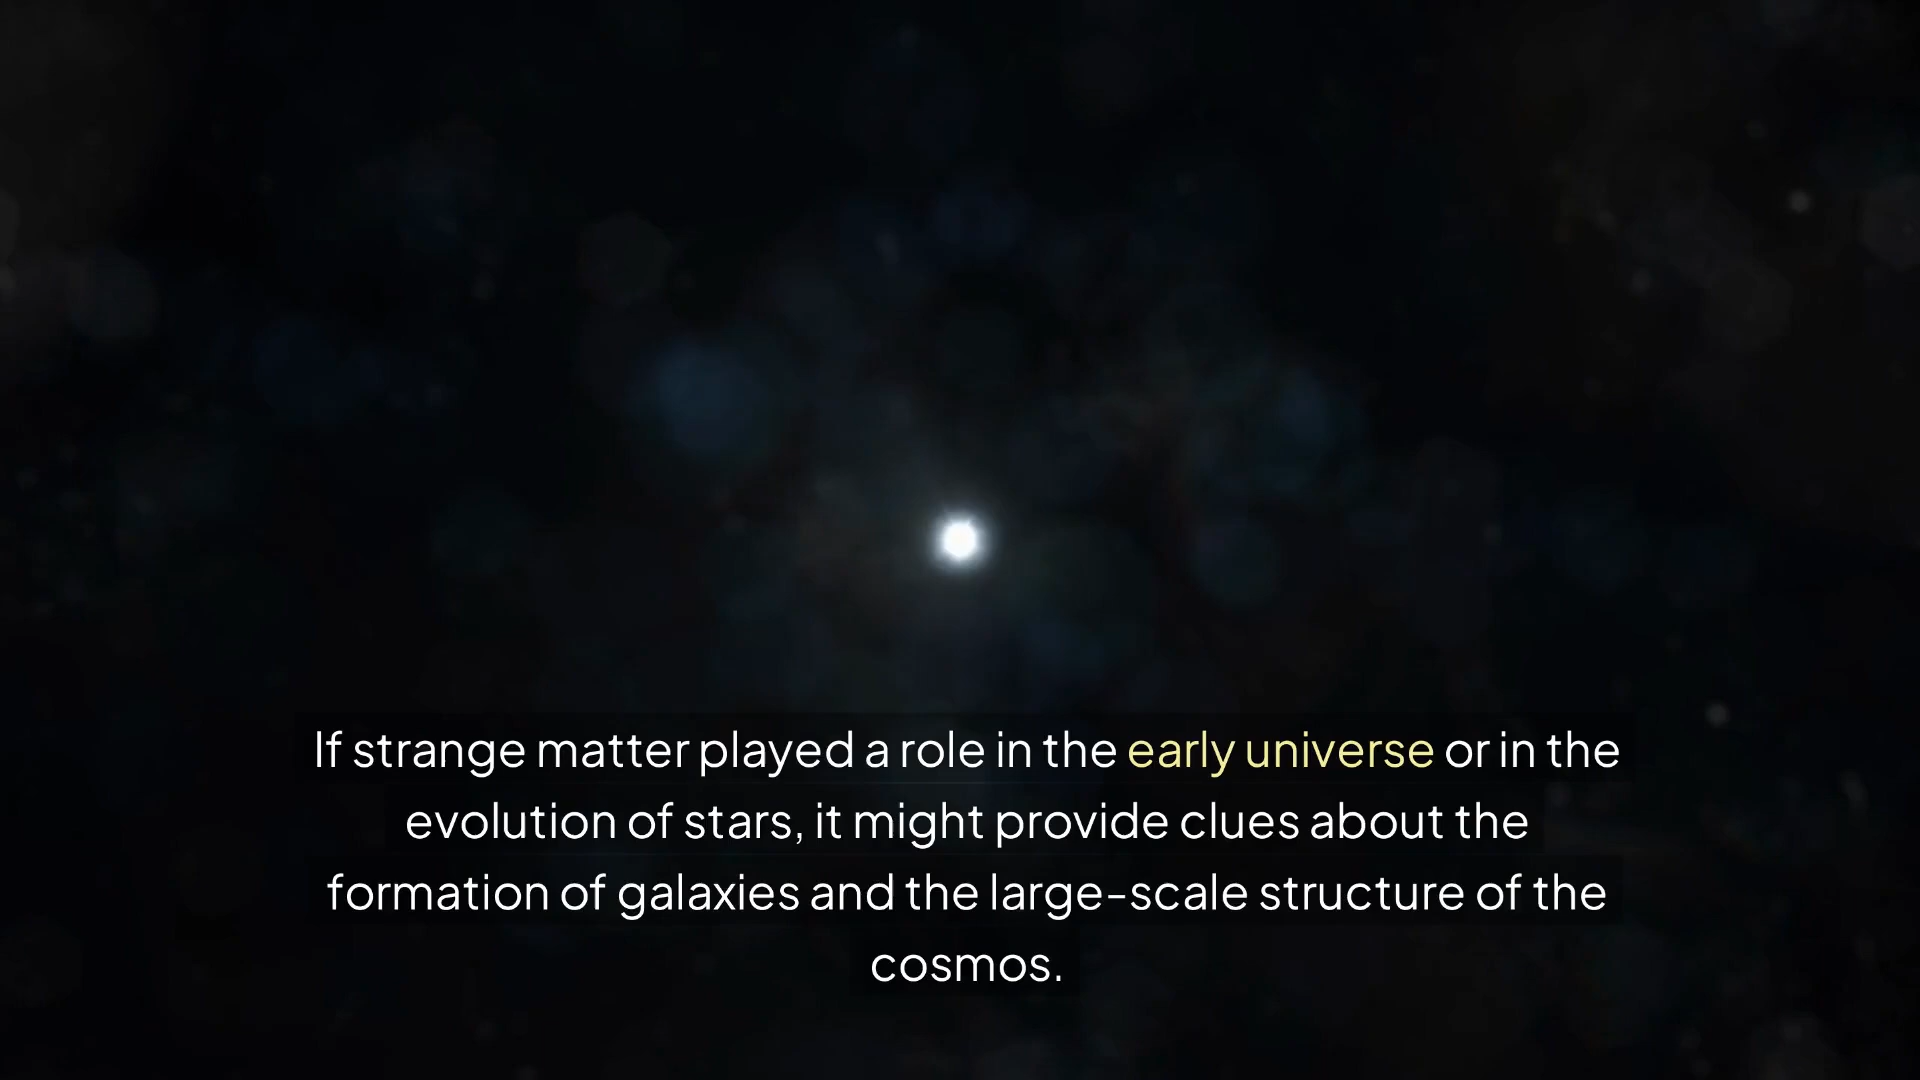 If strange matter played a role in the early universe or in the
evolution of stars, it might provide clues about the
formation of galaxies and the large-scale structure of the
cosmos.